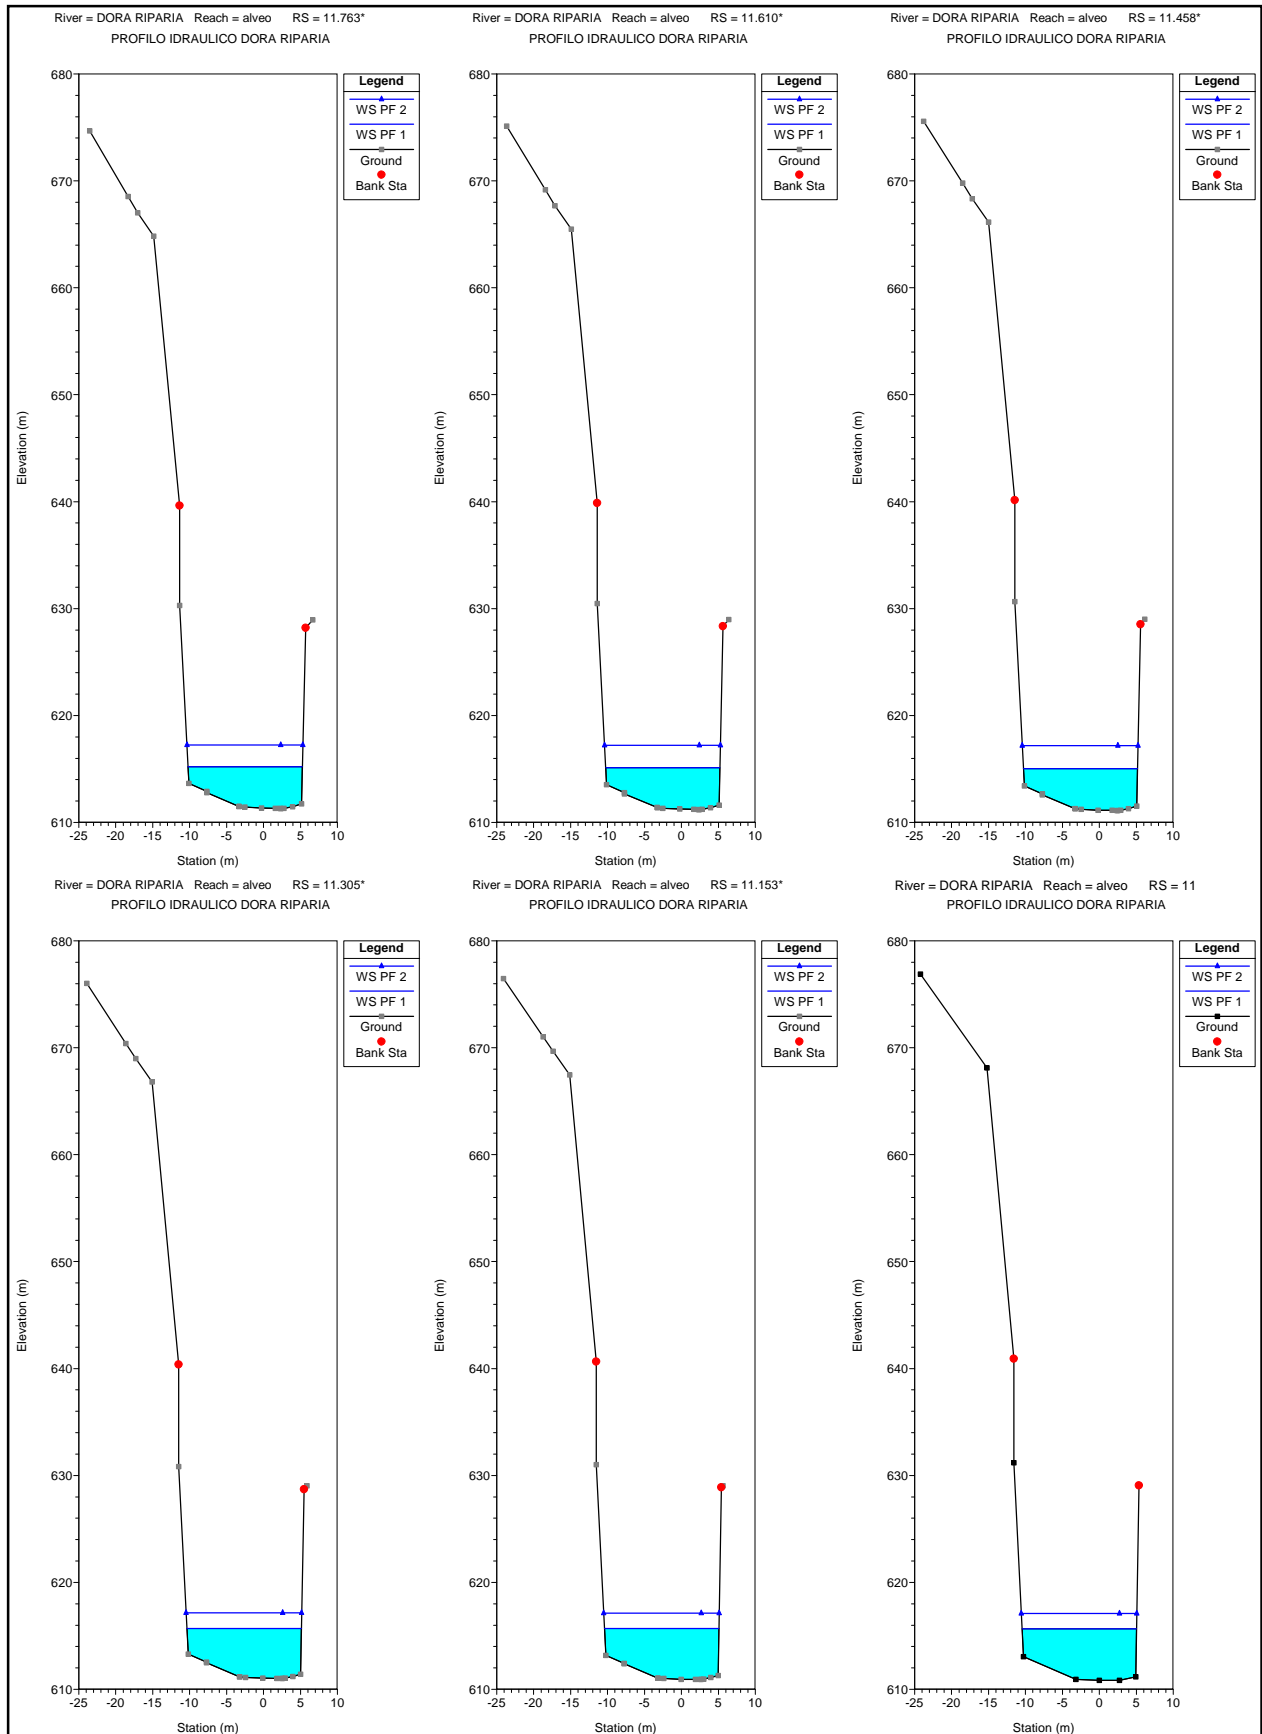 River = DORA RIPARIA Reach = alveo RS = 11.763*
PROFILO IDRAULICO DORA RIPARIA
680
670
660
650
640
630
620
610
-25 -20 -15 -10 -5 0 5 10
Station (m)
Elevation (m)
Legend
WS PF 2
WS PF 1
Ground
Bank Sta
River = DORA RIPARIA Reach = alveo RS = 11.610*
PROFILO IDRAULICO DORA RIPARIA
680
670
660
650
640
630
620
610
-25 -20 -15 -10 -5 0 5 10
Station (m)
Elevation (m)
Legend
WS PF 2
WS PF 1
Ground
Bank Sta
River = DORA RIPARIA Reach = alveo RS = 11.458*
PROFILO IDRAULICO DORA RIPARIA
680
670
660
650
640
630
620
610
-25 -20 -15 -10 -5 0 5 10
Station (m)
Elevation (m)
Legend
WS PF 2
WS PF 1
Ground
Bank Sta
River = DORA RIPARIA Reach = alveo RS = 11.305*
PROFILO IDRAULICO DORA RIPARIA
680
670
660
650
640
630
620
610
-25 -20 -15 -10 -5 0 5 10
Station (m)
Elevation (m)
Legend
WS PF 2
WS PF 1
Ground
Bank Sta
River = DORA RIPARIA Reach = alveo RS = 11.153*
PROFILO IDRAULICO DORA RIPARIA
680
670
660
650
640
630
620
610
-25 -20 -15 -10 -5 0 5 10
Station (m)
Elevation (m)
Legend
WS PF 2
WS PF 1
Ground
Bank Sta
River = DORA RIPARIA Reach = alveo RS = 11
PROFILO IDRAULICO DORA RIPARIA
680
670
660
650
640
630
620
610
-25 -20 -15 -10 -5 0 5 10
Station (m)
Elevation (m)
Legend
WS PF 2
WS PF 1
Ground
Bank Sta